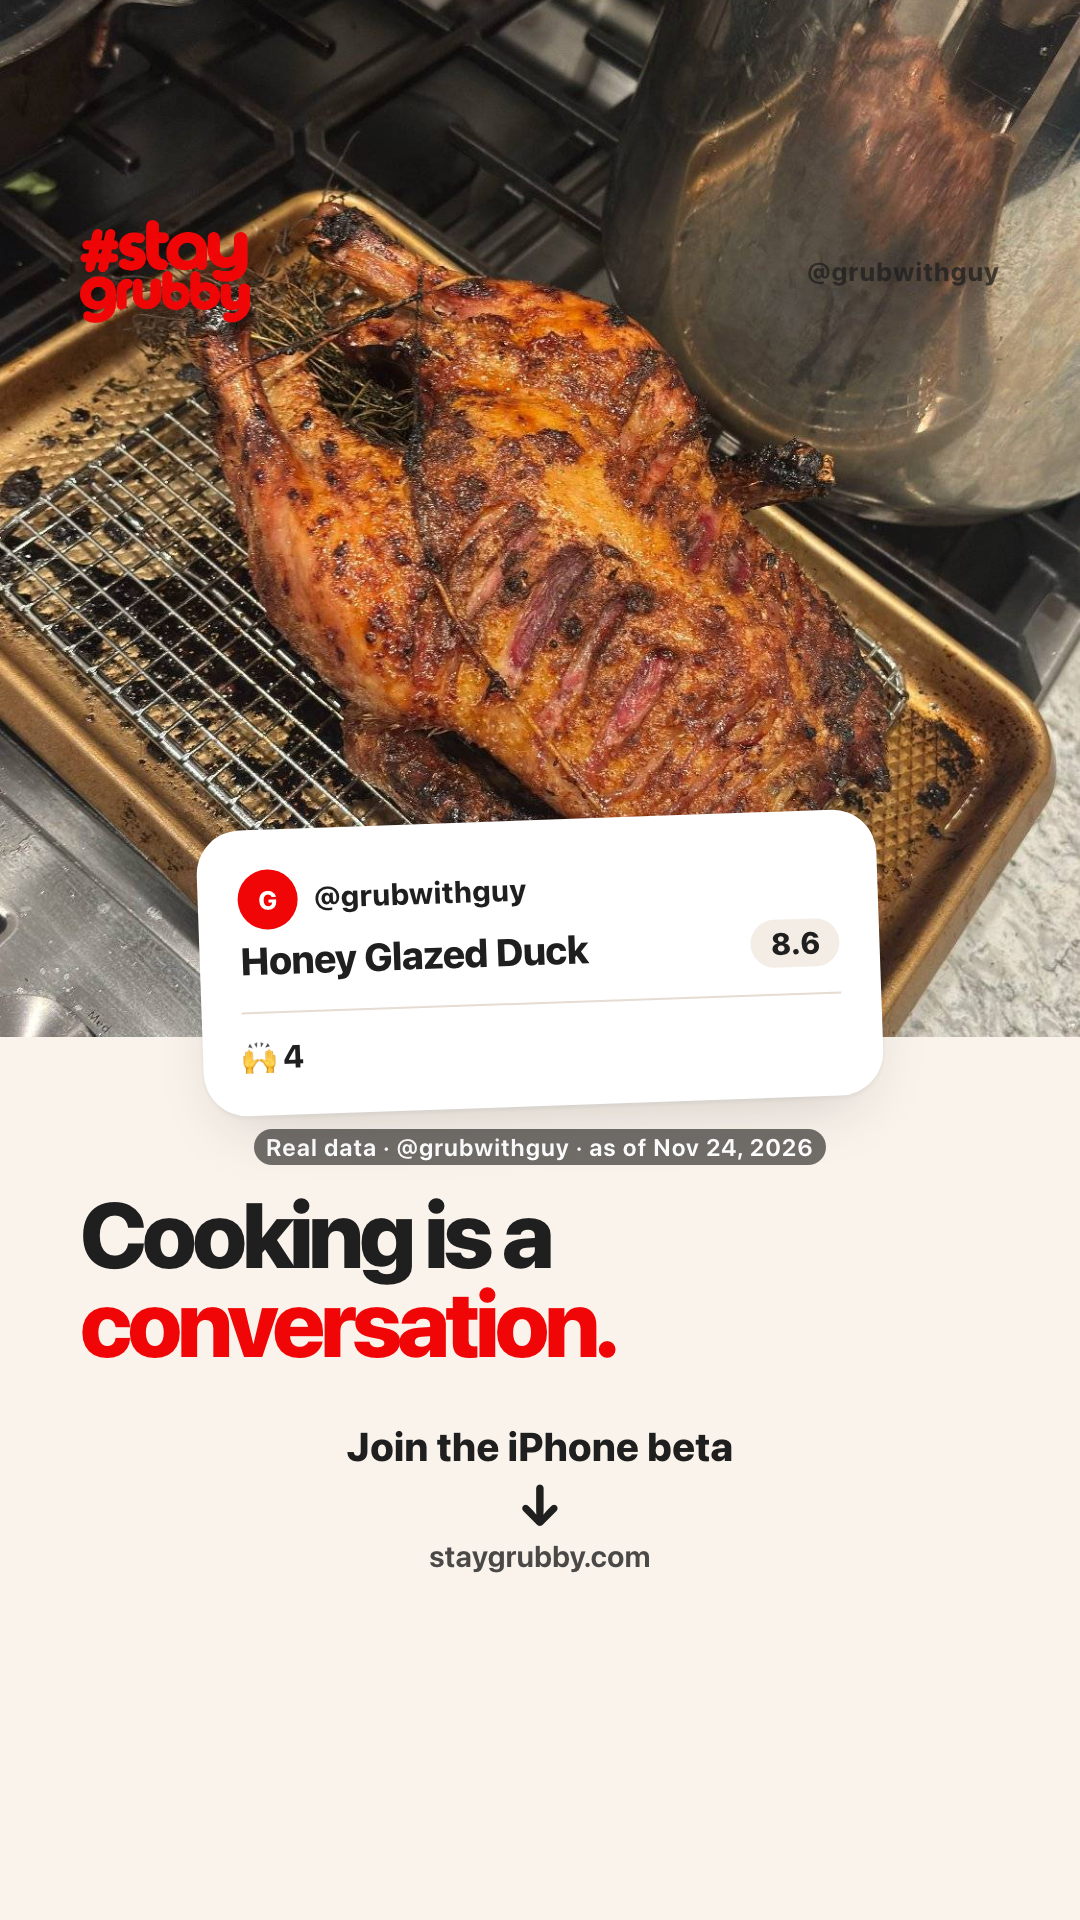 #stay
grubby
@grubwithguy
G
@grubwithguy
Honey Glazed Duck
8.6
🙌 4
Med
Real data · @grubwithguy · as of Nov 24, 2026
Cooking is a
conversation.
Join the iPhone beta
↓
staygrubby.com